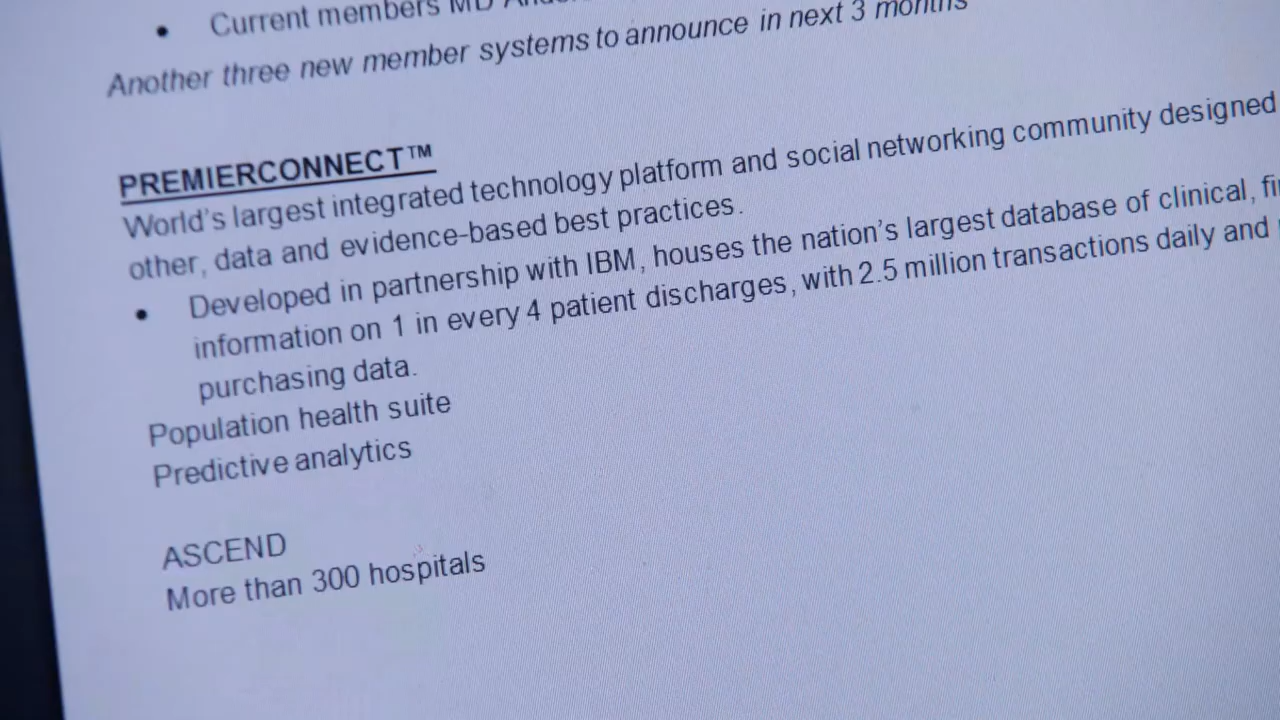 • Current members MD
Another three new member systems to announce in next 3 months
PREMIERCONNECT™
World's largest integrated technology platform and social networking community designed
other, data and evidence-based best practices.
• Developed in partnership with IBM, houses the nation's largest database of clinical,
information on 1 in every 4 patient discharges, with 2.5 million transactions daily and
purchasing data.
Population health suite
Predictive analytics
ASCEND
More than 300 hospitals